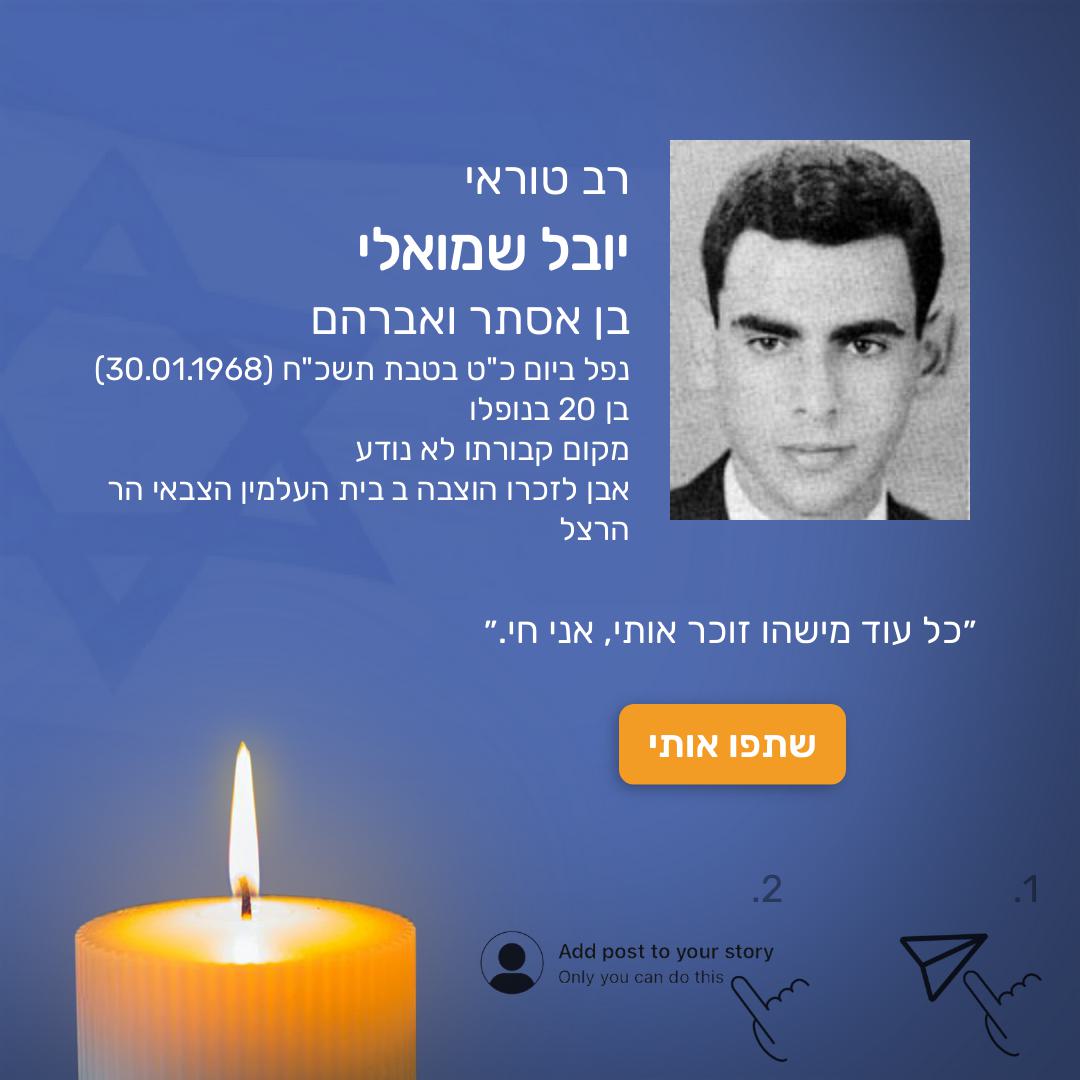 רב טוראי
יובל שמואלי
בן אסתר ואברהם
נפל ביום כ"ט בטבת תשכ"ח (30.01.1968)
בן 20 בנופלו
מקום קבורתו לא נודע
אבן לזכרו הוצבה ב בית העלמין הצבאי הר
הרצל
״כל עוד מישהו זוכר אותי, אני חי.״
שתפו אותי
.1
.2
Add post to your story
Only you can do this